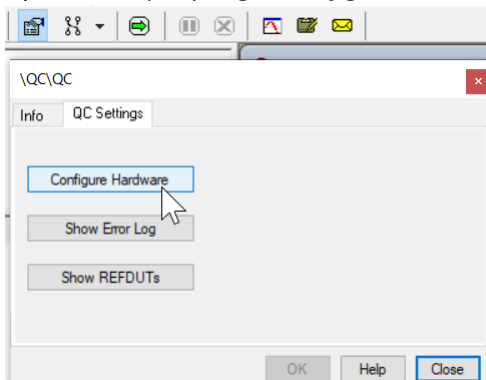 \QC\QC
Info QC Settings
Configure Hardware
Show Error Log
Show REFDUTs
OK Help Close